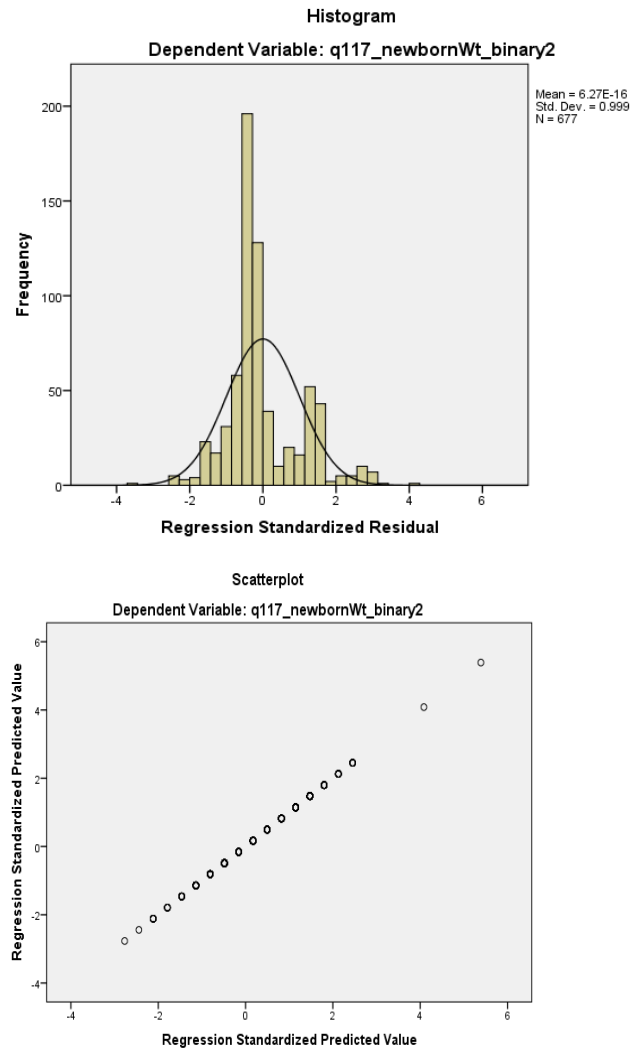 Histogram
Dependent Variable: q117_newbornWt_binary2
Mean = 6.27E-16
Std. Dev. = 0.999
N = 677
200
150
100
50
0
Frequency
-4 -2 0 2 4 6
Regression Standardized Residual
Scatterplot
Dependent Variable: q117_newbornWt_binary2
6
4
2
0
-2
-4
Regression Standardized Predicted Value
-4 -2 0 2 4 6
Regression Standardized Predicted Value